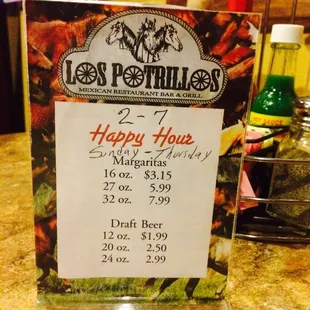 LOS POTRILLOS
MEXICAN RESTAURANT BAR & GRILL
2-7
Happy Hour
Sunday - Thursday
Margaritas
16 oz. $3.15
27 oz. 5.99
32 oz. 7.99
Draft Beer
12 oz. $1.99
20 oz. 2.50
24 oz. 2.99